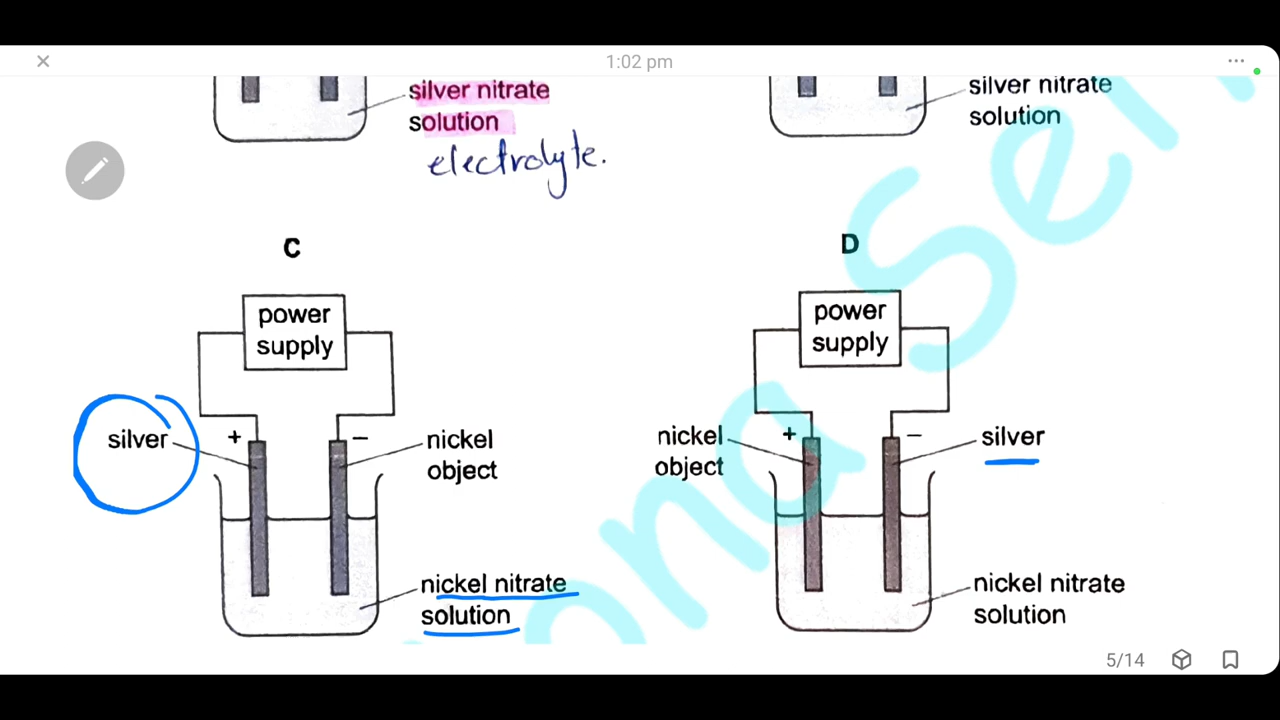 1:02 pm
silver nitrate
solution
electrolyte.
silver nitrate
solution
C
power
supply
silver
+
−
nickel
object
nickel nitrate
solution
D
power
supply
nickel
object
+
−
silver
nickel nitrate
solution
5/14